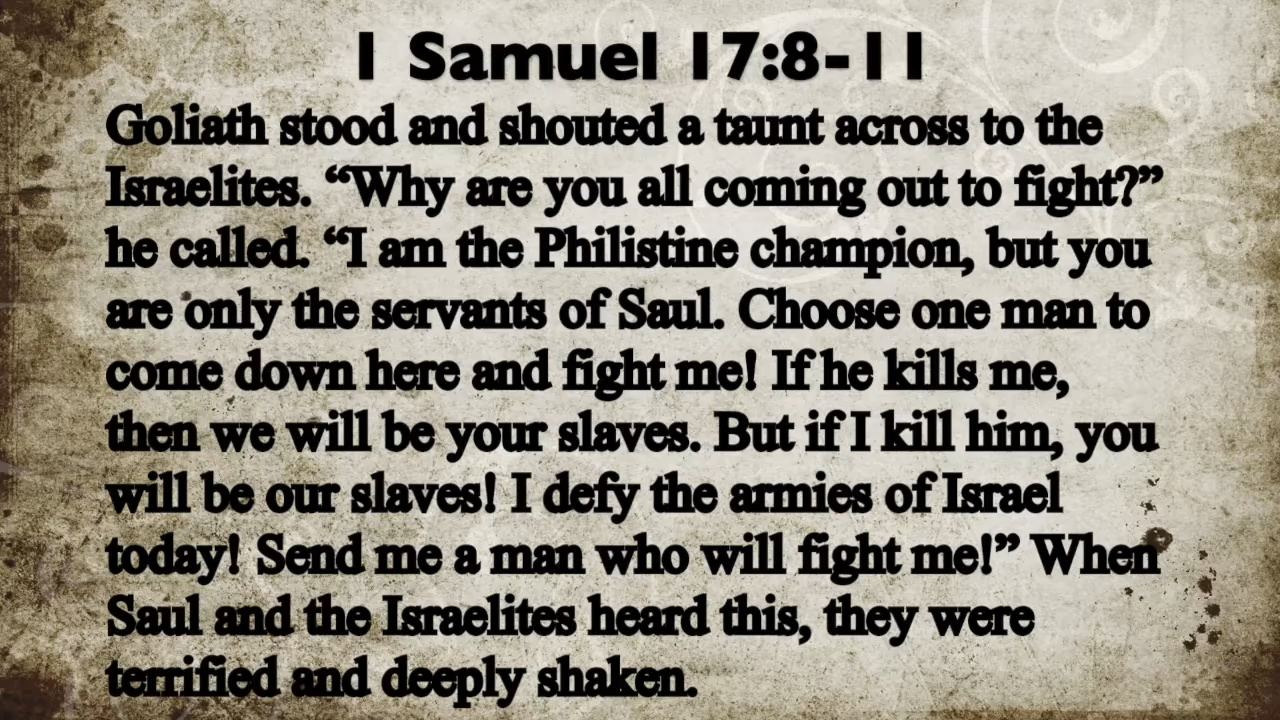 1 Samuel 17:8-11
Goliath stood and shouted a taunt across to the
Israelites. “Why are you all coming out to fight?”
he called. “I am the Philistine champion, but you
are only the servants of Saul. Choose one man to
come down here and fight me! If he kills me,
then we will be your slaves. But if I kill him, you
will be our slaves! I defy the armies of Israel
today! Send me a man who will fight me!” When
Saul and the Israelites heard this, they were
terrified and deeply shaken.